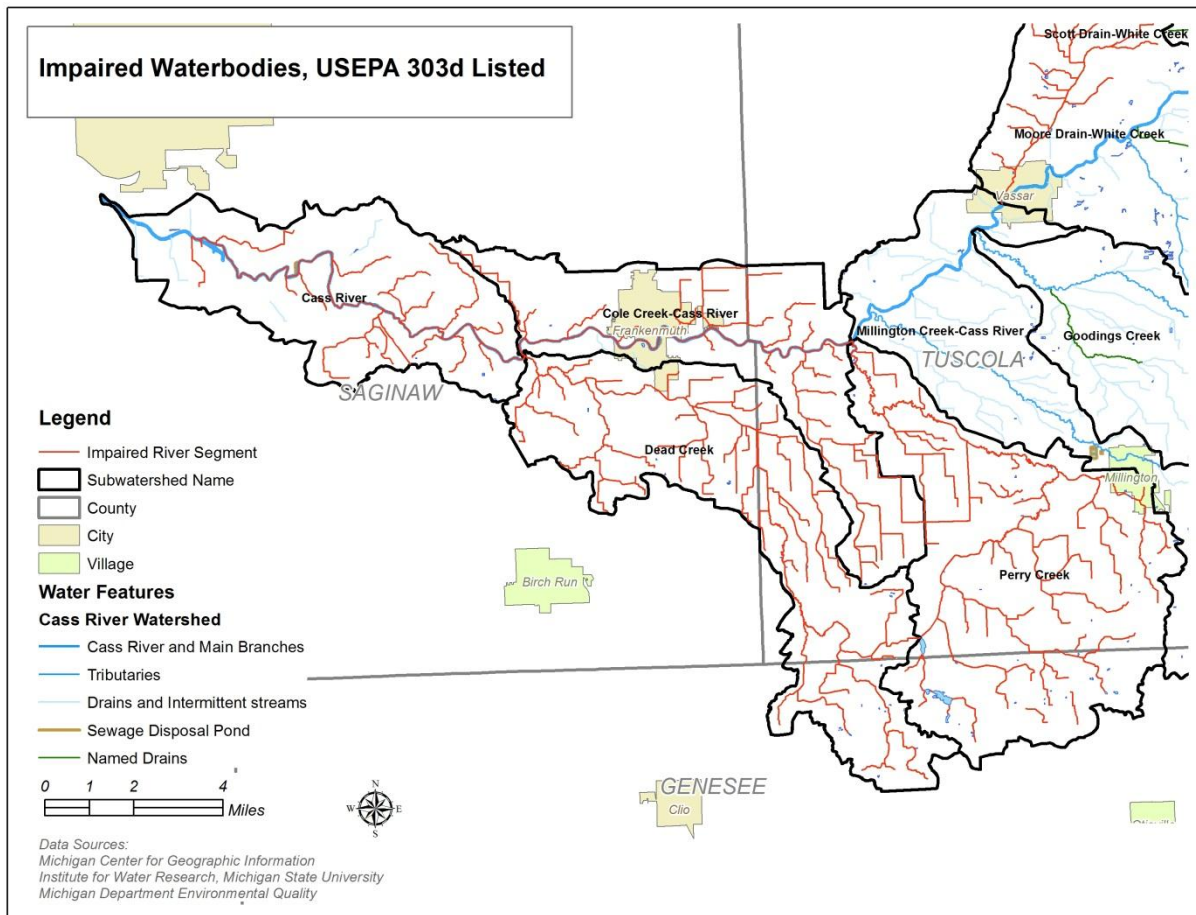 Impaired Waterbodies, USEPA 303d Listed
Scott Drain-White Creek
Moore Drain-White Creek
Vassar
Cass River
Cole Creek-Cass River
Frankenmuth
Millington Creek-Cass River
Goodings Creek
TUSCOLA
SAGINAW
Dead Creek
Millington
Birch Run
Perry Creek
GENESEE
Clio
Legend
Impaired River Segment
Subwatershed Name
County
City
Village
Water Features
Cass River Watershed
Cass River and Main Branches
Tributaries
Drains and Intermittent streams
Sewage Disposal Pond
Named Drains
0 1 2 4
Miles
N
W E
S
Data Sources:
Michigan Center for Geographic Information
Institute for Water Research, Michigan State University
Michigan Department Environmental Quality